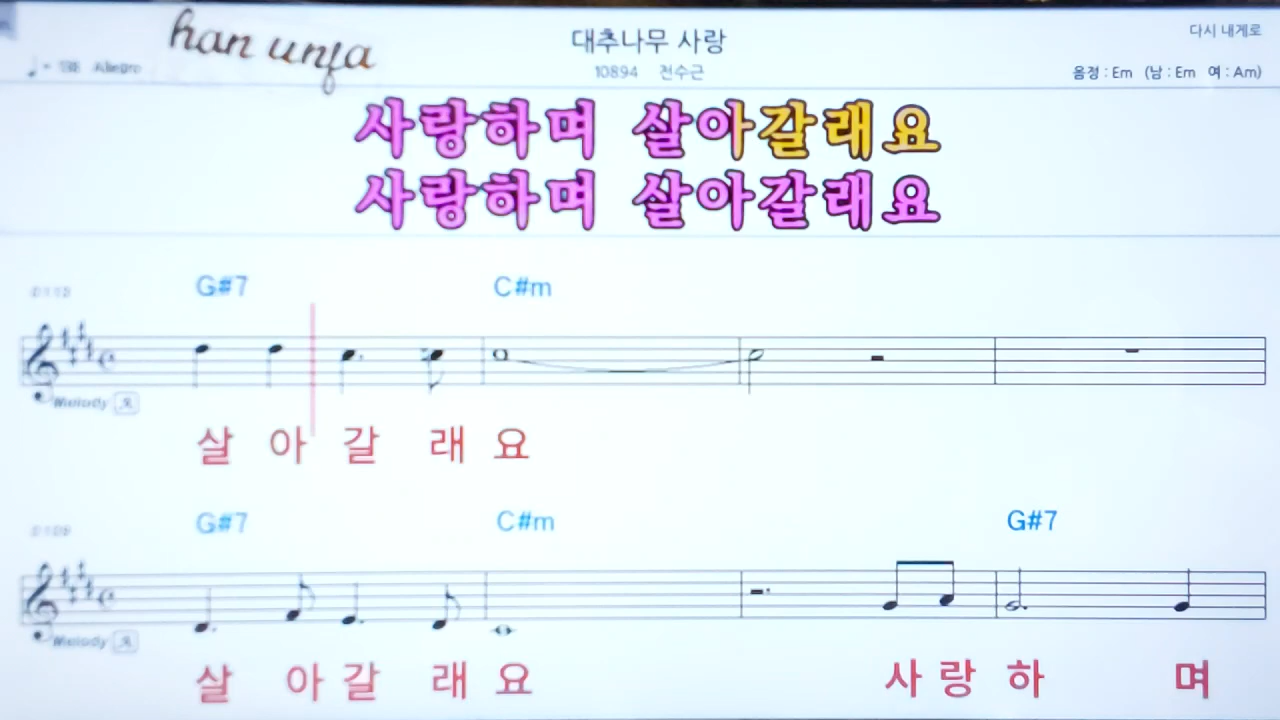 han unja
대추나무 사랑
다시 내게로
♩= 138 Allegro
10894 전수근
음정 : Em (남 : Em 여 : Am)
사랑하며 살아갈래요
사랑하며 살아갈래요
G#7 C#m
Melody
살 아 갈 래 요
G#7 C#m G#7
Melody
살 아 갈 래 요 사 랑 하 며